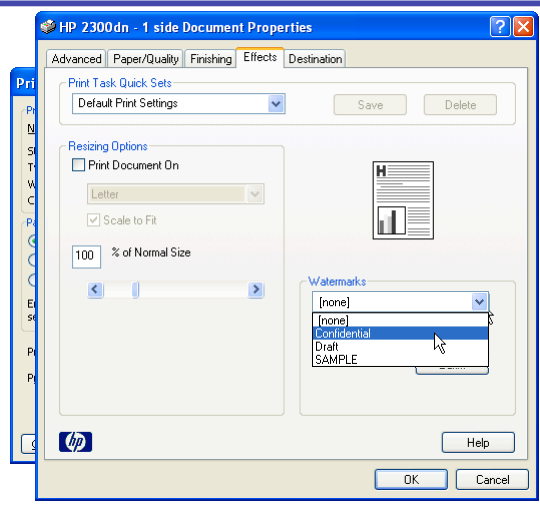 HP 2300dn - 1 side Document Properties
Advanced Paper/Quality Finishing Effects Destination
Print Task Quick Sets
Default Print Settings
Save Delete
Resizing Options
Print Document On
Letter
Scale to Fit
100 % of Normal Size
H
Watermarks
[none]
[none]
Confidential
Draft
SAMPLE
hp
Help
OK Cancel
Pri